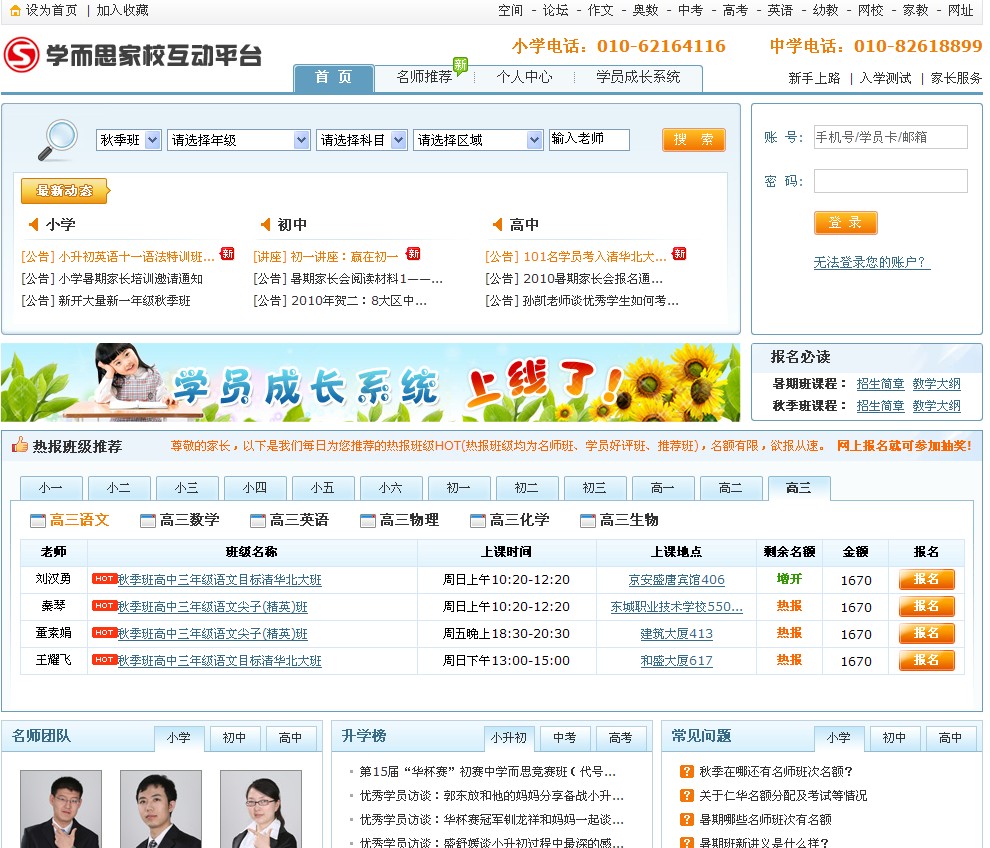 设为首页 | 加入收藏
空间 - 论坛 - 作文 - 奥数 - 中考 - 高考 - 英语 - 幼教 - 网校 - 家教 - 网址
学而思家校互动平台
小学电话：010-62164116 中学电话：010-82618899
首 页 名师推荐 新 个人中心 学员成长系统
新手上路 | 入学测试 | 家长服务
秋季班 请选择年级 请选择科目 请选择区域 输入老师 搜 索
账 号: 手机号/学员卡/邮箱
密 码:
登 录
无法登录您的账户？
最新动态
小学 初中 高中
[公告] 小升初英语十一语法特训班... 新 [讲座] 初一讲座：赢在初一 新 [公告] 101名学员考入清华北大... 新
[公告] 小学暑期家长培训邀请通知 [公告] 暑期家长会阅读材料1——... [公告] 2010暑期家长会报名通...
[公告] 新开大量新一年级秋季班 [公告] 2010年贺二：8大区中... [公告] 孙凯老师谈优秀学生如何考...
学员成长系统 上线了!
报名必读
暑期班课程： 招生简章 教学大纲
秋季班课程： 招生简章 教学大纲
热报班级推荐 尊敬的家长，以下是我们每日为您推荐的热报班级HOT(热报班级均为名师班、学员好评班、推荐班)，名额有限，欲报从速。 网上报名就可参加抽奖!
小一 小二 小三 小四 小五 小六 初一 初二 初三 高一 高二 高三
高三语文 高三数学 高三英语 高三物理 高三化学 高三生物
老师 班级名称 上课时间 上课地点 剩余名额 金额 报名
刘汉勇 HOT 秋季班高中三年级语文目标清华北大班 周日上午10:20-12:20 京安盛唐宾馆406 增开 1670 报名
秦琴 HOT 秋季班高中三年级语文尖子(精英)班 周日上午10:20-12:20 东城职业技术学校550... 热报 1670 报名
董素娟 HOT 秋季班高中三年级语文尖子(精英)班 周五晚上18:30-20:30 建筑大厦413 热报 1670 报名
王耀飞 HOT 秋季班高中三年级语文目标清华北大班 周日下午13:00-15:00 和盛大厦617 热报 1670 报名
名师团队 小学 初中 高中
升学榜 小升初 中考 高考
第15届“华杯赛”初赛中学而思竞赛班（代号...
优秀学员访谈：郭东放和他的妈妈分享备战小升...
优秀学员访谈：华杯赛冠军钏龙祥和妈妈一起谈...
优秀学员访谈：盛舒媛谈小升初过程中最深的感...
常见问题 小学 初中 高中
秋季在哪还有名师班次名额？
关于仁华名额分配及考试等情况
暑期哪些名师班次有名额
暑期班新讲义是什么样？